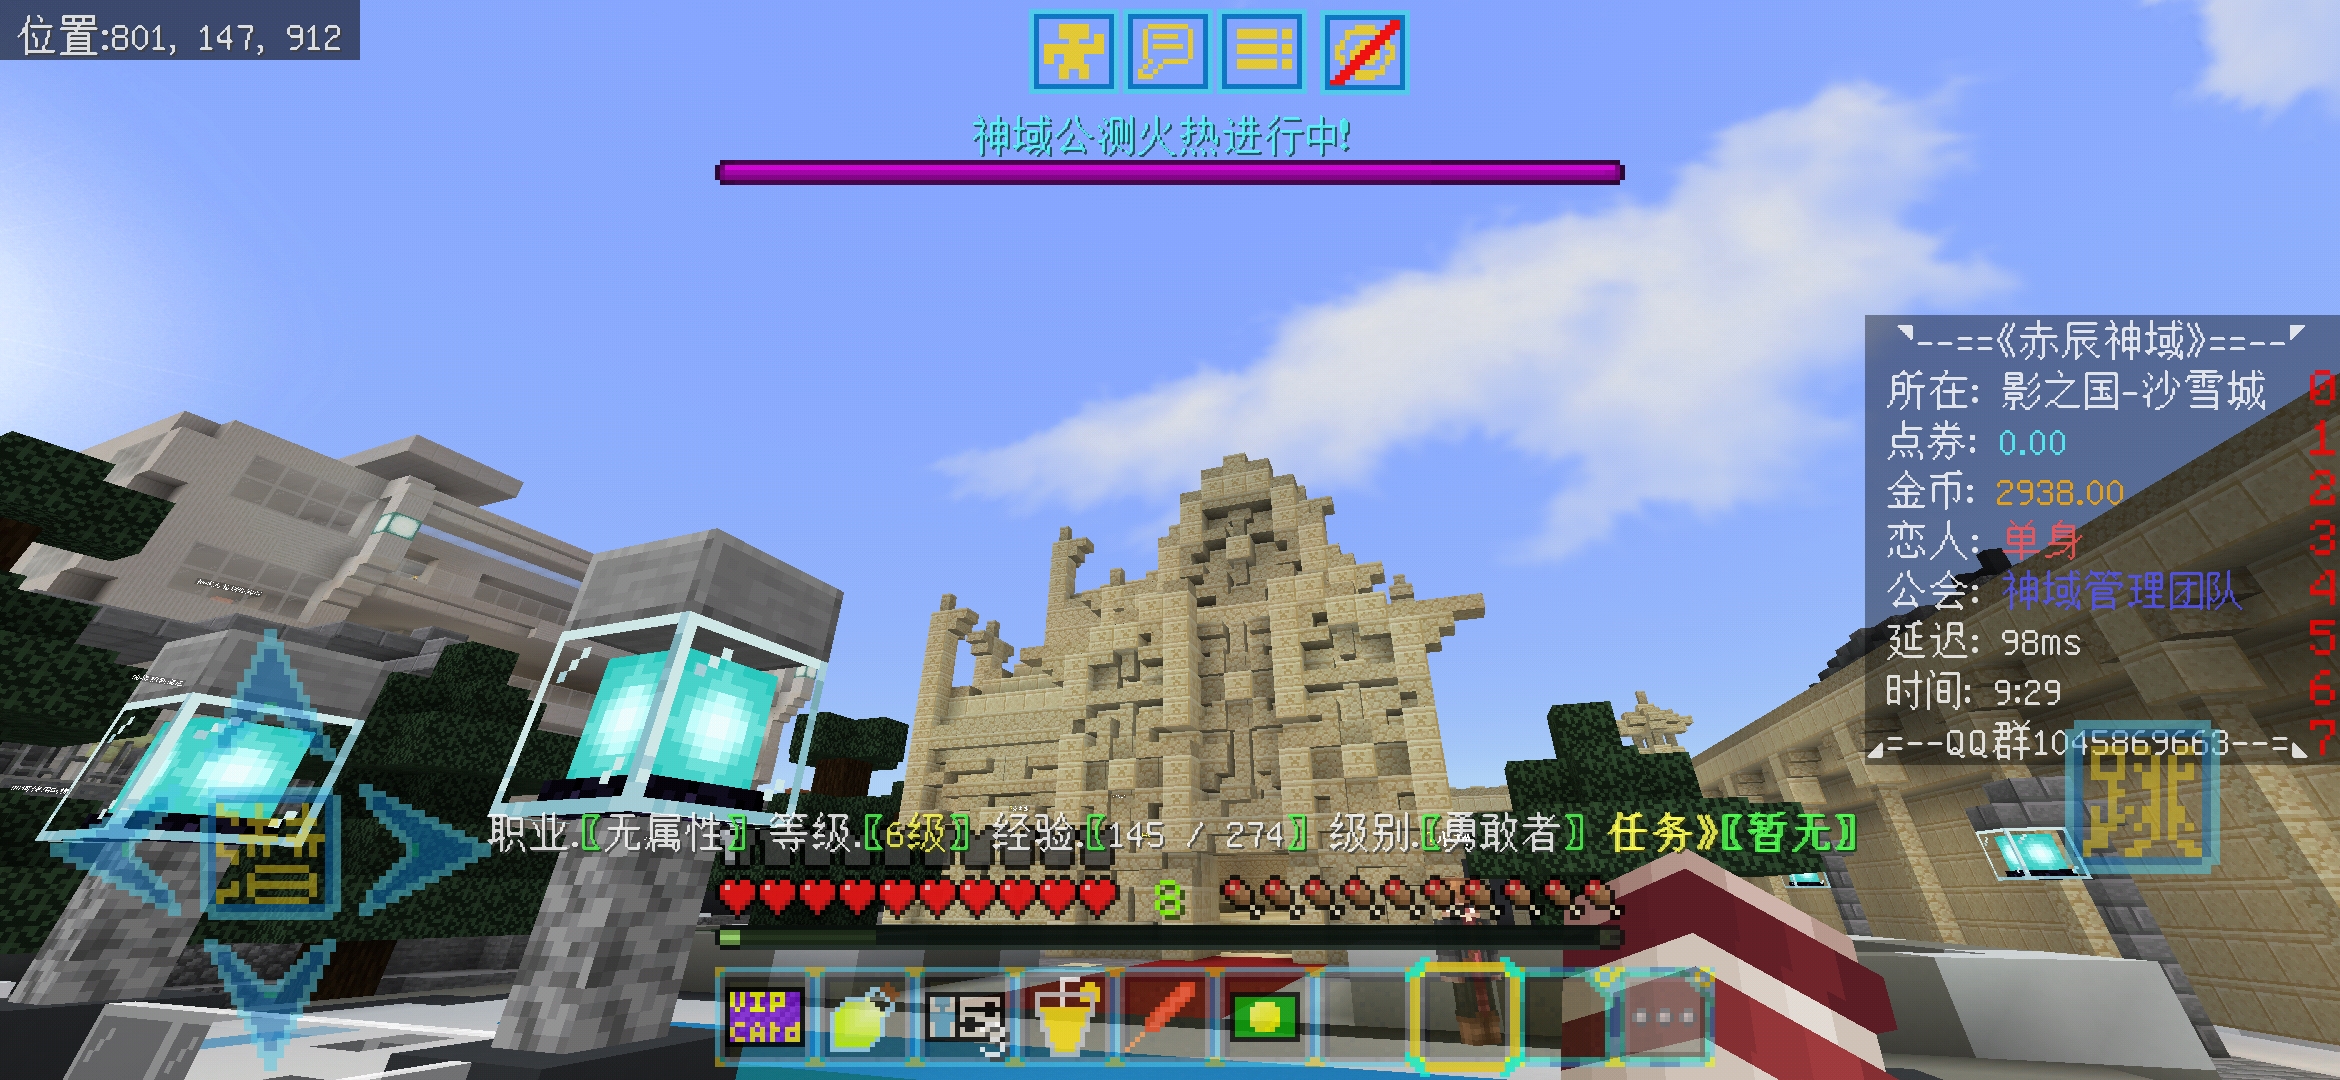 位置:801, 147, 912
神域公测火热进行中!
◥--==《赤辰神域》==--◤
所在: 影之国-沙雪城 0
点券: 0.00 1
金币: 2938.00 2
恋人: 单身 3
公会: 神域管理团队 4
延迟: 98ms 5
时间: 9:29 6
◢=--QQ群1045869663--=◣ 7
潜
跳
职业.〖无属性〗 等级.〖6级〗 经验.〖145 / 274〗 级别.〖勇敢者〗 任务》〖暂无〗
8
VIP
CARd
3